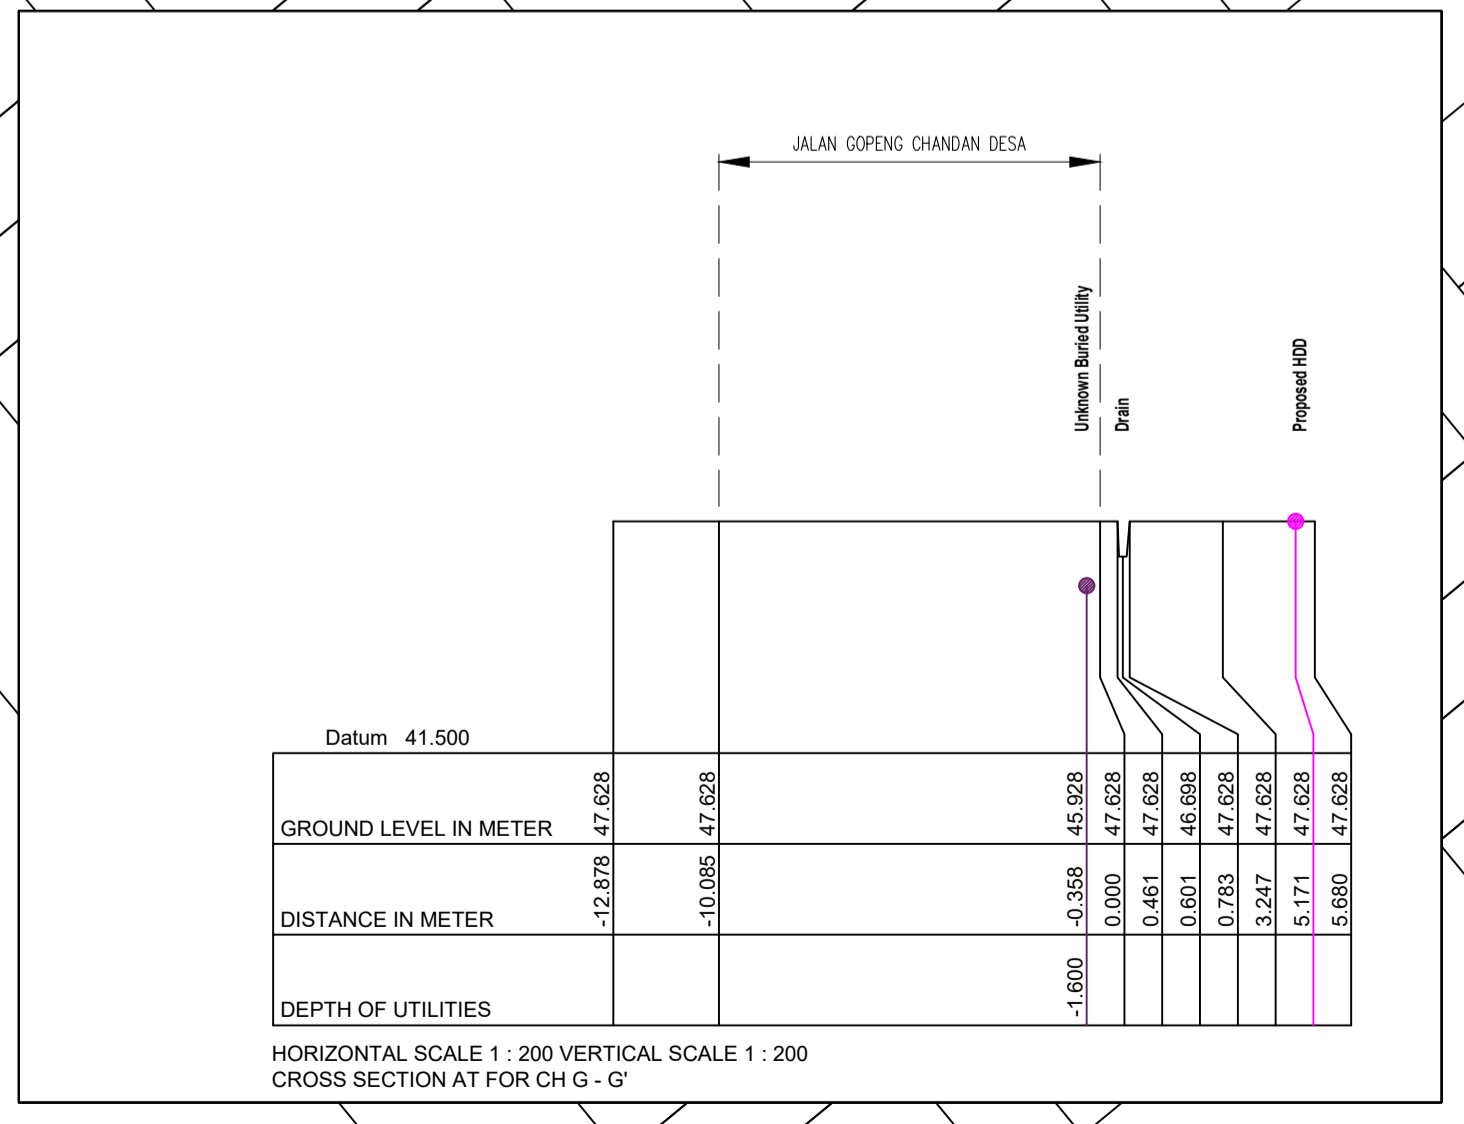 JALAN GOPENG CHANDAN DESA
Unknown Buried Utility
Drain
Proposed HDD
Datum 41.500
GROUND LEVEL IN METER 47.628 47.628 45.928 47.628 47.628 46.698 47.628 47.628 47.628 47.628
DISTANCE IN METER -12.878 -10.085 -0.358 0.000 0.461 0.601 0.783 3.247 5.171 5.680
DEPTH OF UTILITIES -1.600
HORIZONTAL SCALE 1 : 200 VERTICAL SCALE 1 : 200
CROSS SECTION AT FOR CH G - G'